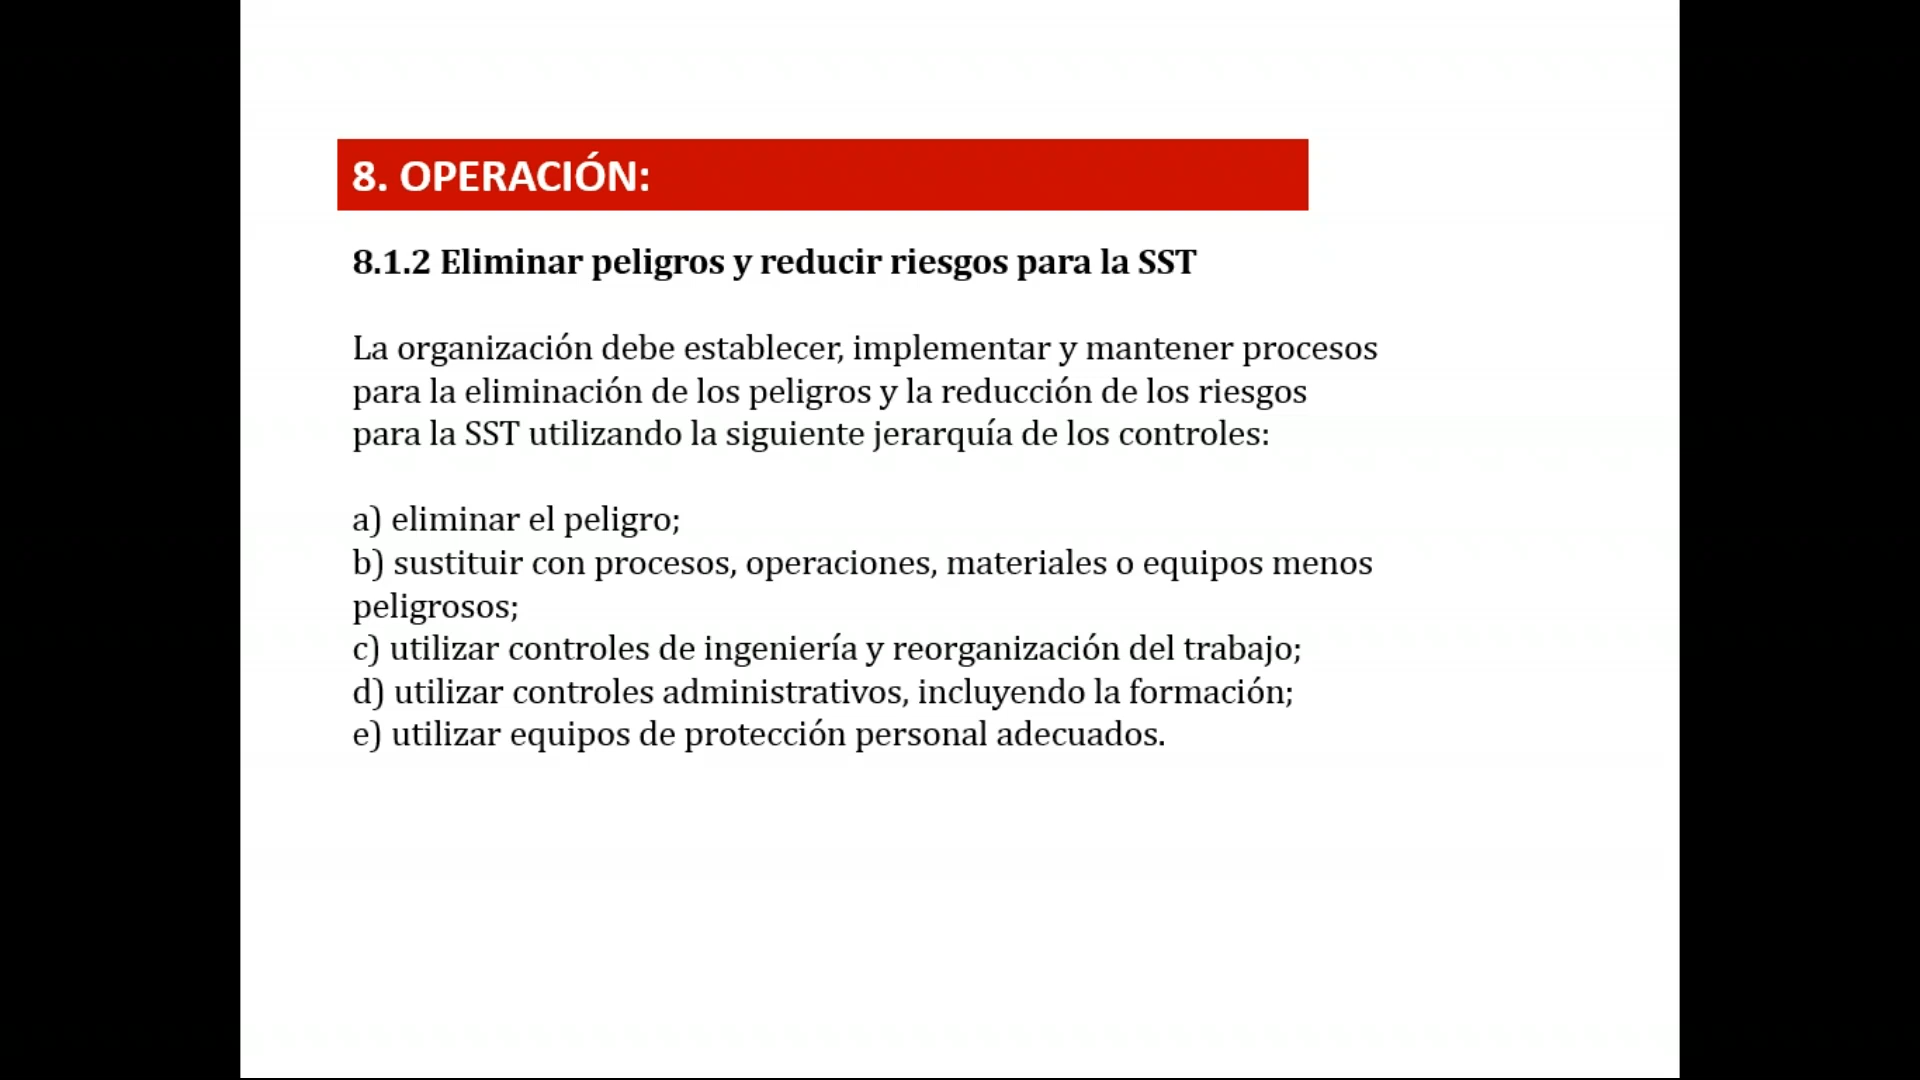 8. OPERACIÓN:
8.1.2 Eliminar peligros y reducir riesgos para la SST
La organización debe establecer, implementar y mantener procesos
para la eliminación de los peligros y la reducción de los riesgos
para la SST utilizando la siguiente jerarquía de los controles:
a) eliminar el peligro;
b) sustituir con procesos, operaciones, materiales o equipos menos
peligrosos;
c) utilizar controles de ingeniería y reorganización del trabajo;
d) utilizar controles administrativos, incluyendo la formación;
e) utilizar equipos de protección personal adecuados.